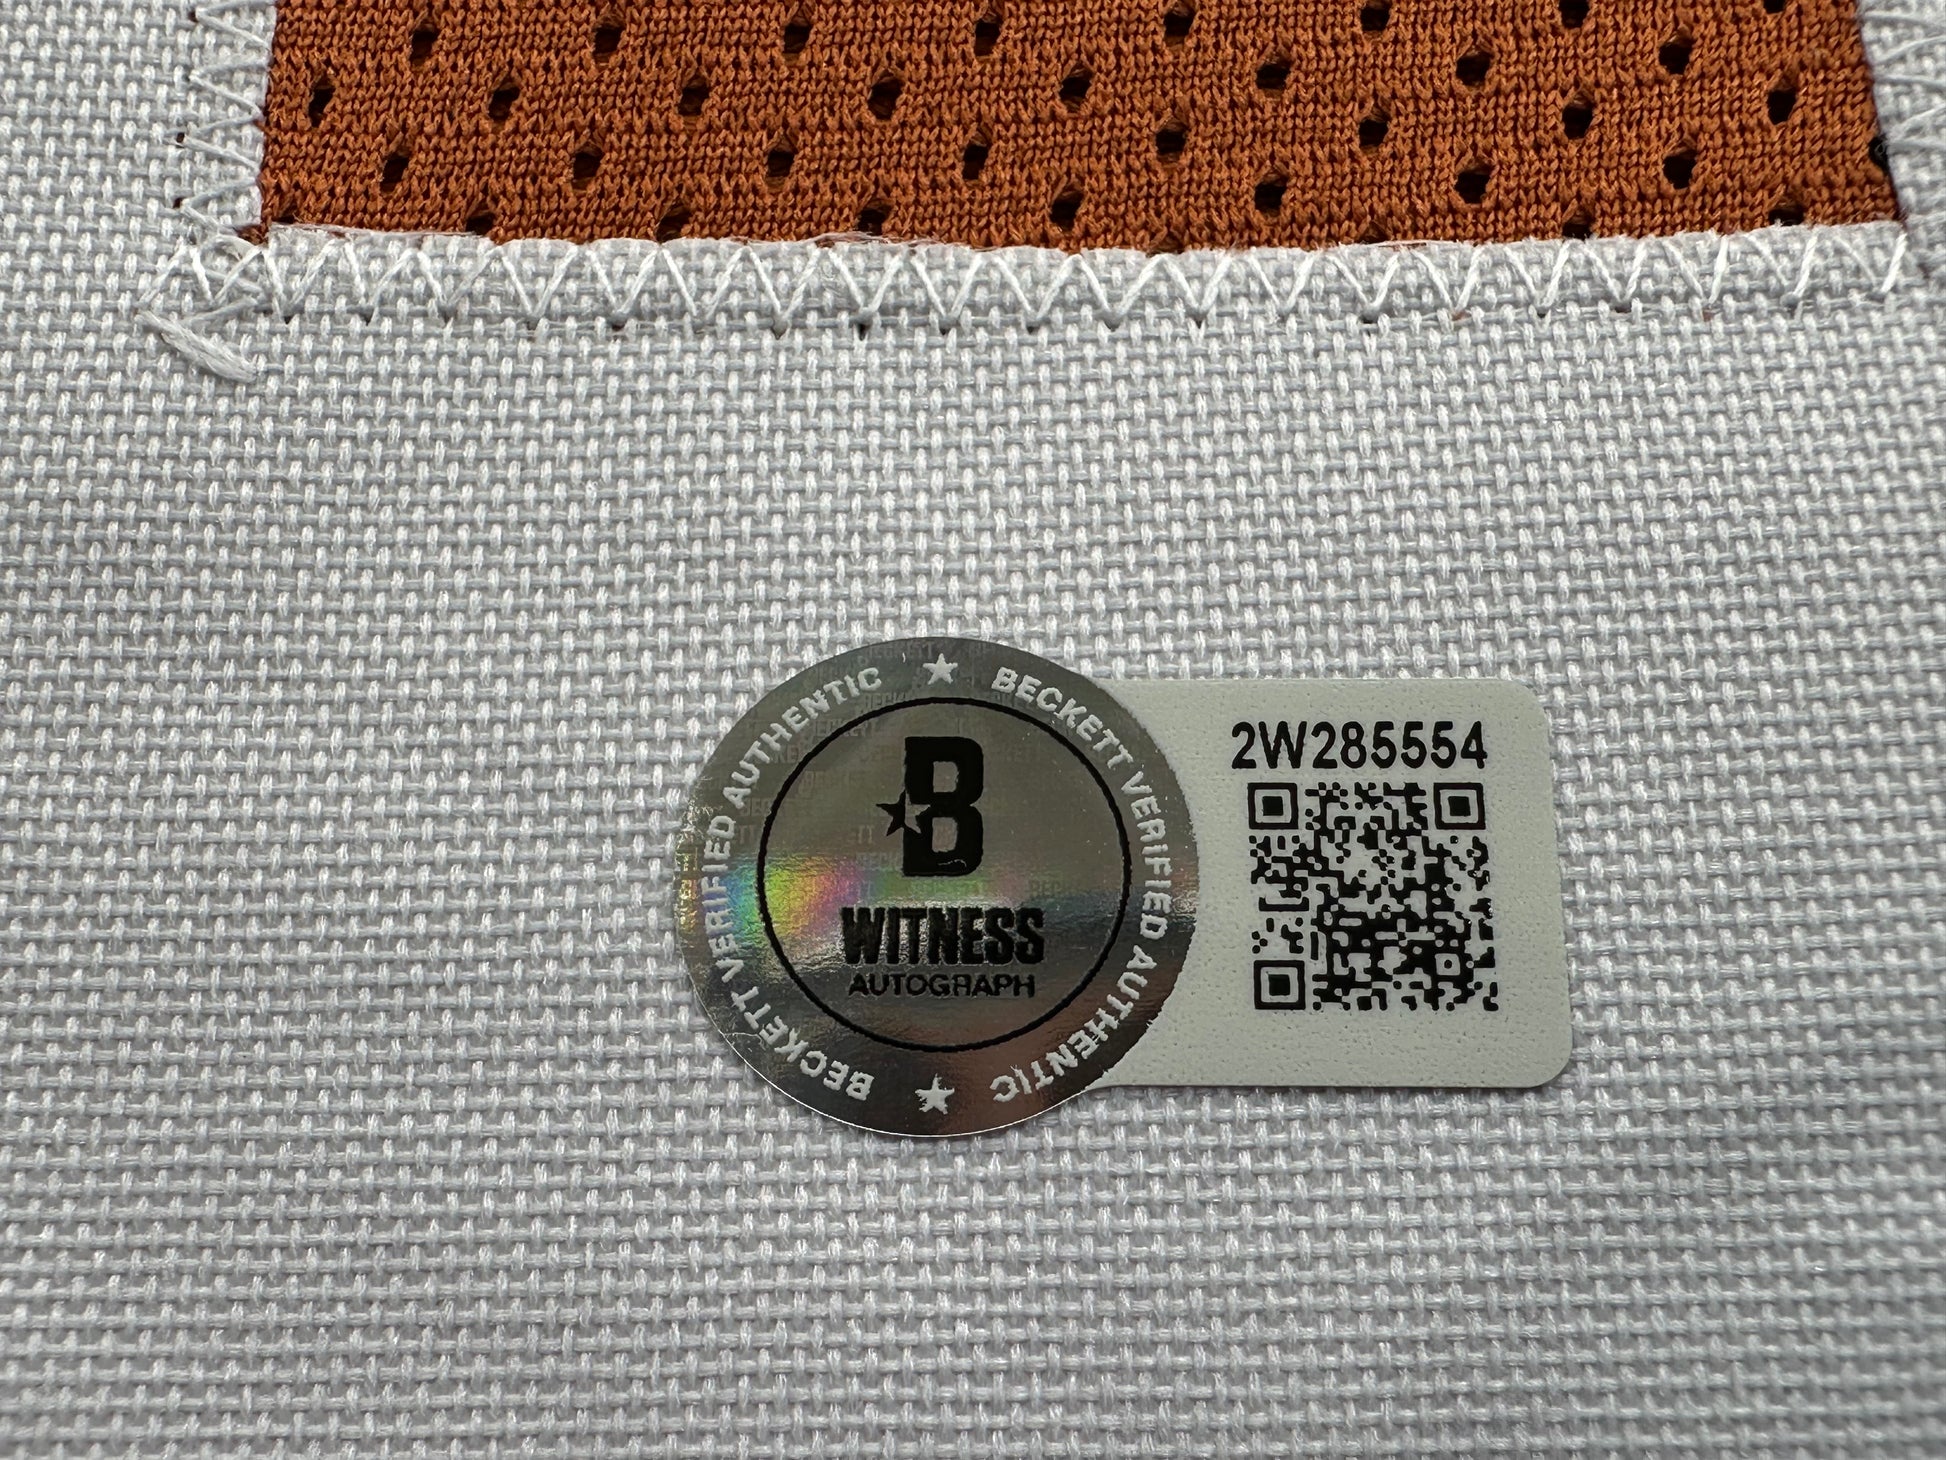 BECKETT VERIFIED AUTHENTIC ★ BECKETT VERIFIED AUTHENTIC ★
B
WITNESS
AUTOGRAPH
2W285554